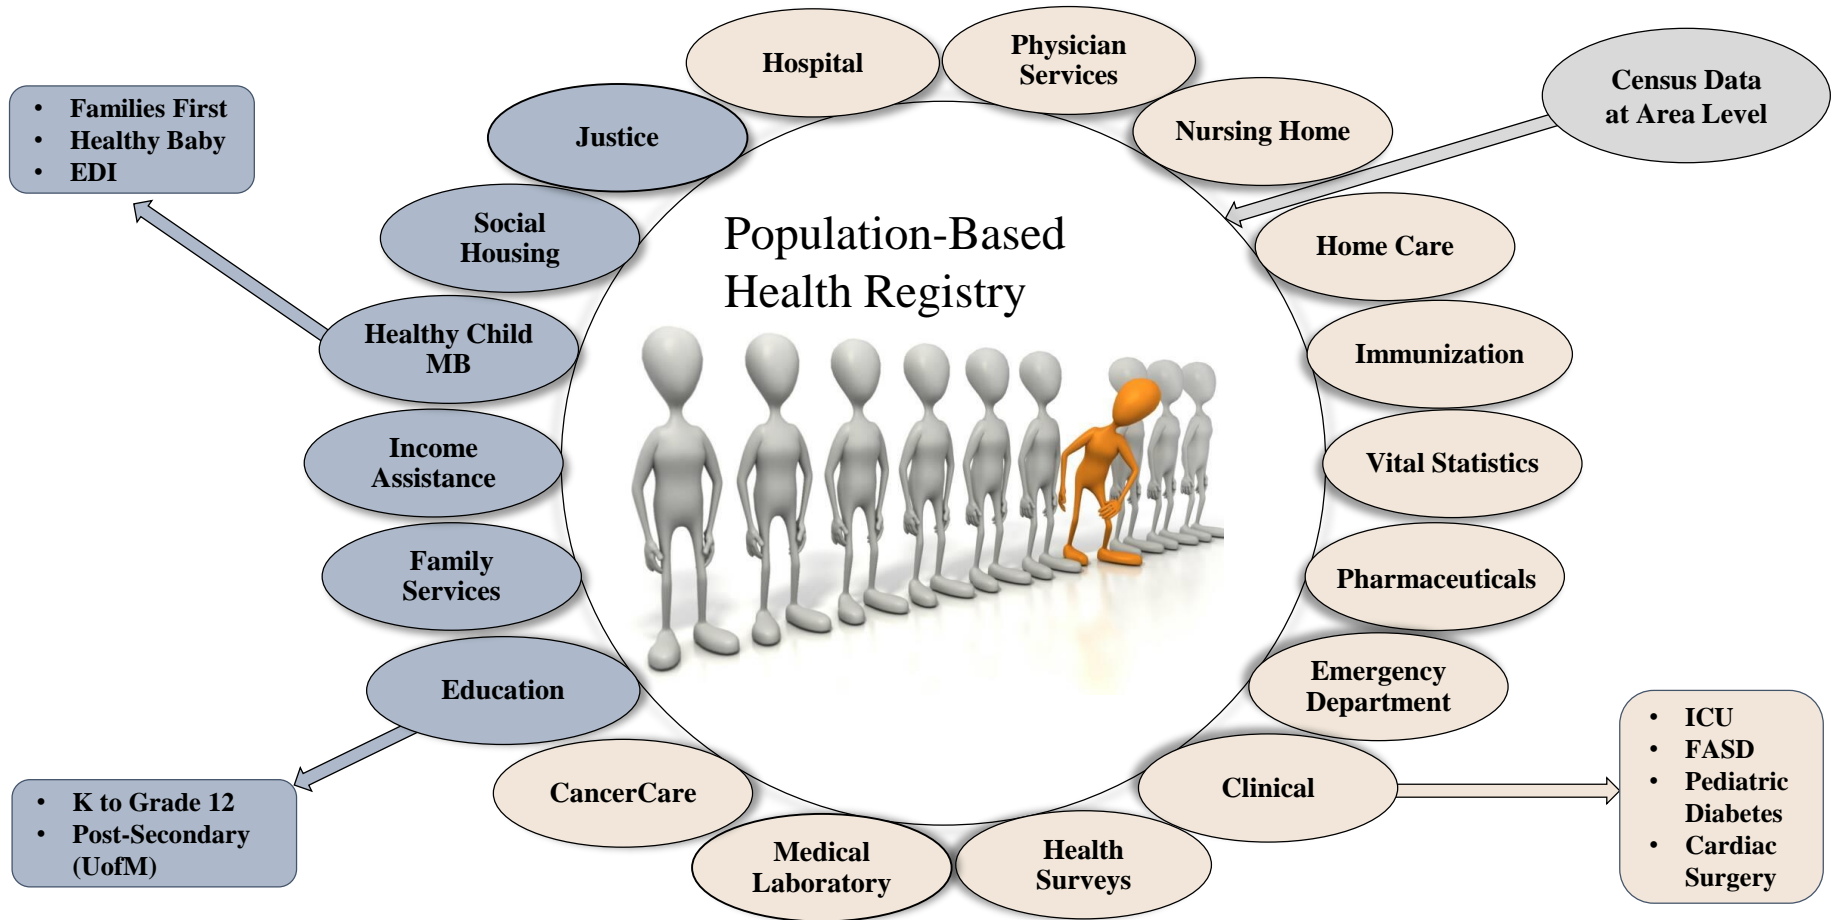 Hospital
Physician
Services
Census Data
at Area Level
• Families First
• Healthy Baby
• EDI
Justice
Nursing Home
Social
Housing
Population-Based
Health Registry
Home Care
Healthy Child
MB
Immunization
Income
Assistance
Vital Statistics
Family
Services
Pharmaceuticals
Education
Emergency
Department
• ICU
• FASD
• Pediatric
Diabetes
• Cardiac
Surgery
• K to Grade 12
• Post-Secondary
(UofM)
CancerCare
Clinical
Medical
Laboratory
Health
Surveys